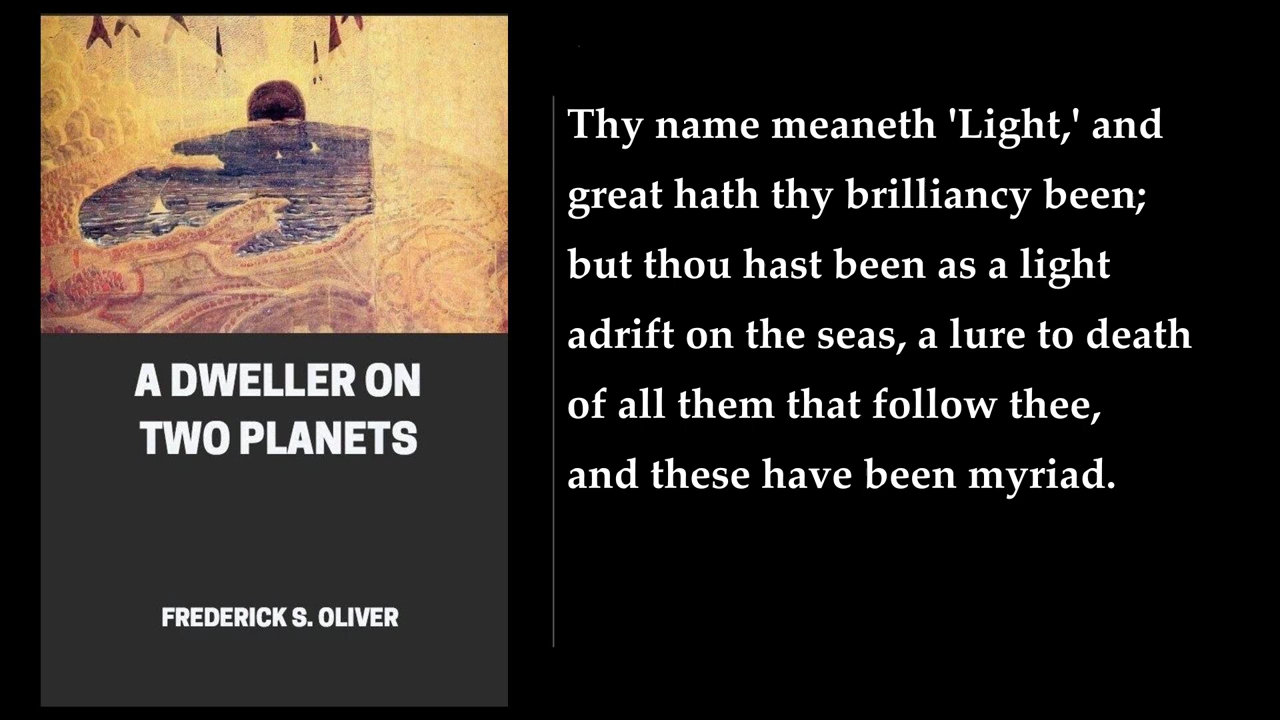 A DWELLER ON
TWO PLANETS
FREDERICK S. OLIVER
Thy name meaneth 'Light,' and
great hath thy brilliancy been;
but thou hast been as a light
adrift on the seas, a lure to death
of all them that follow thee,
and these have been myriad.